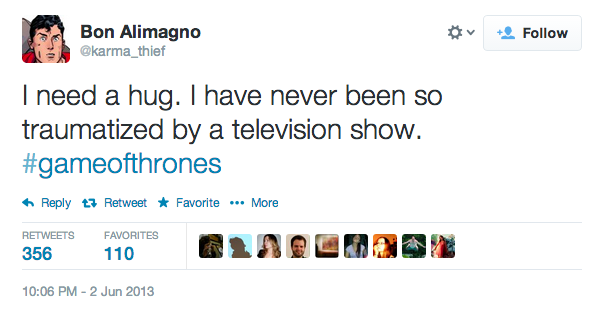 Bon Alimagno
@karma_thief
Follow
I need a hug. I have never been so
traumatized by a television show.
#gameofthrones
Reply Retweet Favorite More
RETWEETS FAVORITES
356 110
10:06 PM - 2 Jun 2013